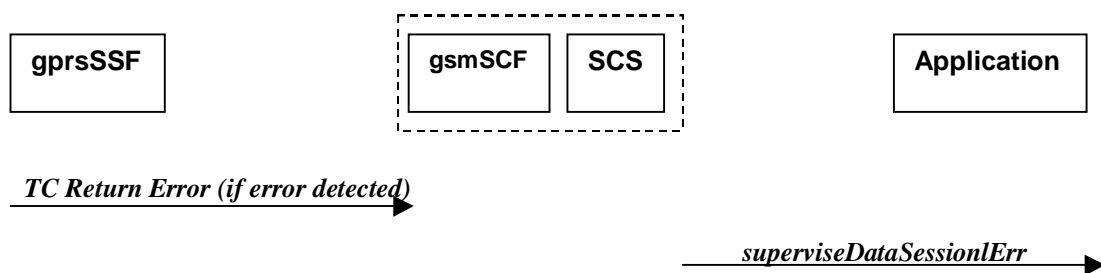 gprsSSF
gsmSCF
SCS
Application
TC Return Error (if error detected)
superviseDataSessionlErr